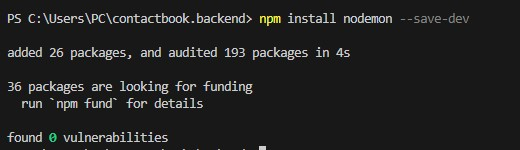 PS C:\Users\PC\contactbook.backend> npm install nodemon --save-dev
added 26 packages, and audited 193 packages in 4s
36 packages are looking for funding
  run `npm fund` for details
found 0 vulnerabilities